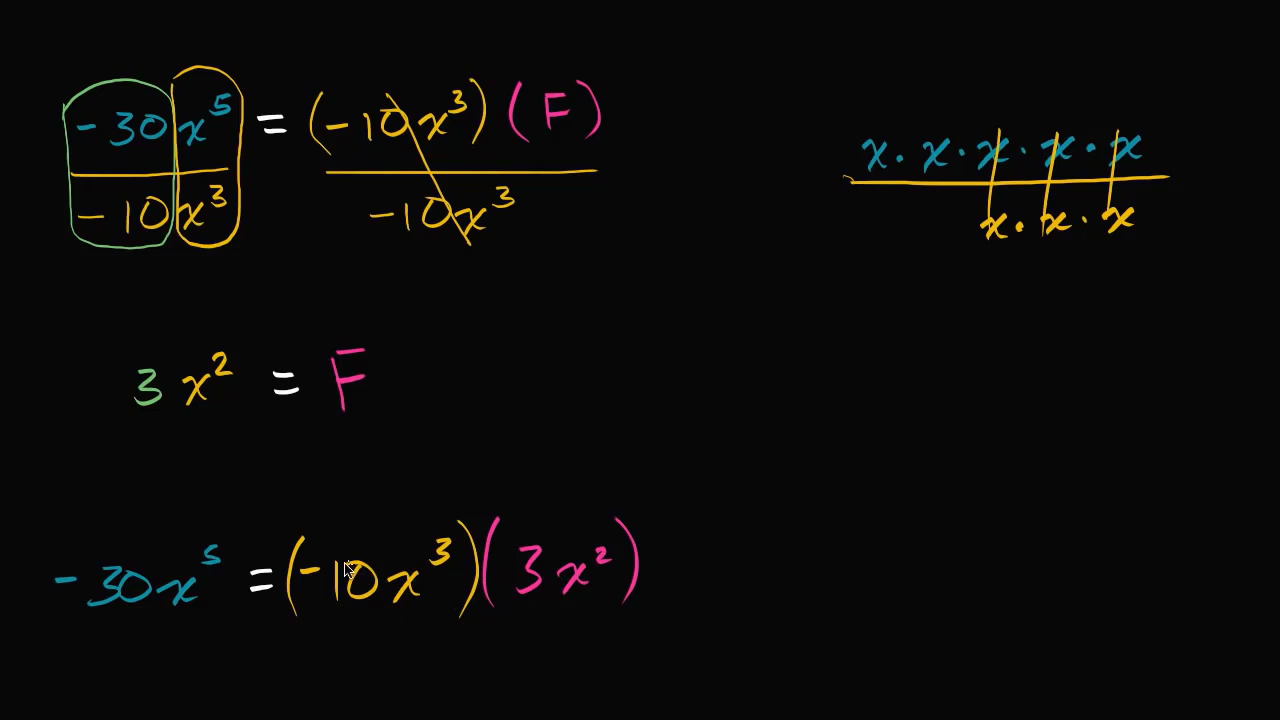 -30x⁵ = (-10x³)(F)
-10x³ -10x³
x · x · x · x · x
x · x · x
3x² = F
-30x⁵ = (-10x³)(3x²)